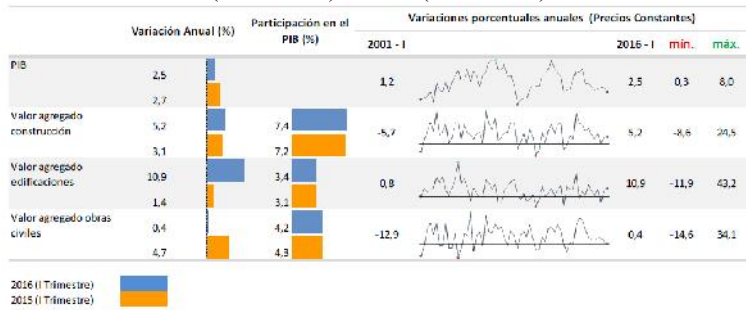 Variación Anual (%)
Participación en el PIB (%)
Variaciones porcentuales anuales (Precios Constantes)
2001 - I
2016 - I
mín.
máx.
PIB
2,5
2,7
1,2
2,5
0,3
8,0
Valor agregado construcción
5,2
3,1
7,4
7,2
-5,7
5,2
-8,6
24,5
Valor agregado edificaciones
10,9
1,4
3,4
3,1
0,8
10,9
-11,9
43,2
Valor agregado obras civiles
0,4
4,7
4,2
4,3
-12,9
0,4
-14,6
34,1
2016 (I Trimestre)
2015 (I Trimestre)